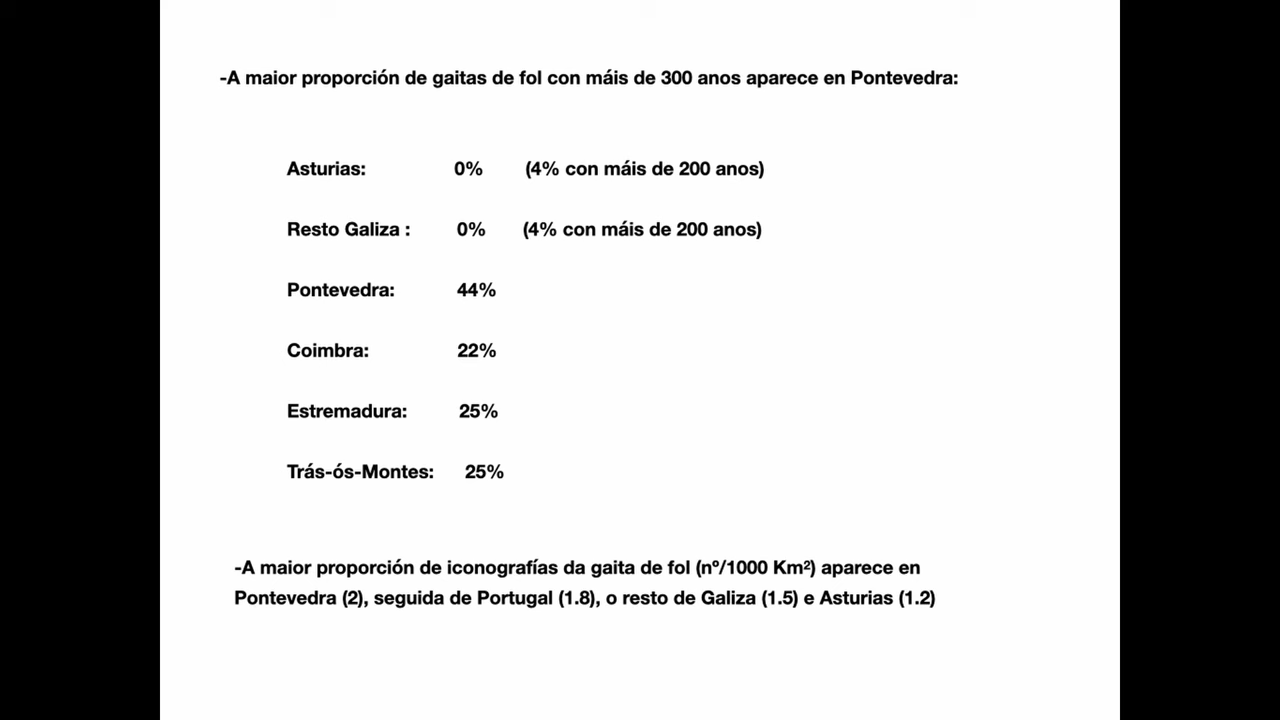 -A maior proporción de gaitas de fol con máis de 300 anos aparece en Pontevedra:
Asturias: 0% (4% con máis de 200 anos)
Resto Galiza : 0% (4% con máis de 200 anos)
Pontevedra: 44%
Coimbra: 22%
Estremadura: 25%
Trás-ós-Montes: 25%
-A maior proporción de iconografías da gaita de fol (nº/1000 Km²) aparece en
Pontevedra (2), seguida de Portugal (1.8), o resto de Galiza (1.5) e Asturias (1.2)